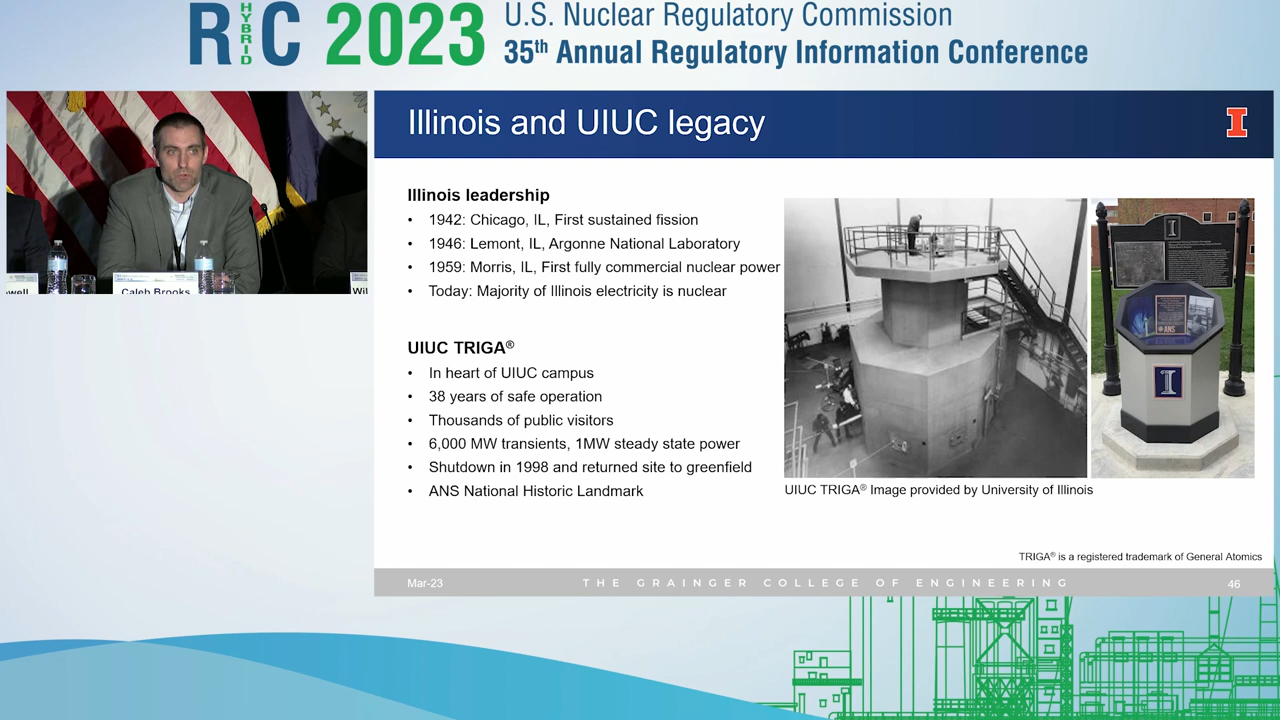 RIC 2023
HYBRID
U.S. Nuclear Regulatory Commission
35th Annual Regulatory Information Conference
Illinois and UIUC legacy
I
Illinois leadership
• 1942: Chicago, IL, First sustained fission
• 1946: Lemont, IL, Argonne National Laboratory
• 1959: Morris, IL, First fully commercial nuclear power
• Today: Majority of Illinois electricity is nuclear
UIUC TRIGA®
• In heart of UIUC campus
• 38 years of safe operation
• Thousands of public visitors
• 6,000 MW transients, 1MW steady state power
• Shutdown in 1998 and returned site to greenfield
• ANS National Historic Landmark
I
ANS
I
UIUC TRIGA® Image provided by University of Illinois
TRIGA® is a registered trademark of General Atomics
Mar-23
THE GRAINGER COLLEGE OF ENGINEERING
46
well
Caleb Brooks
Wil